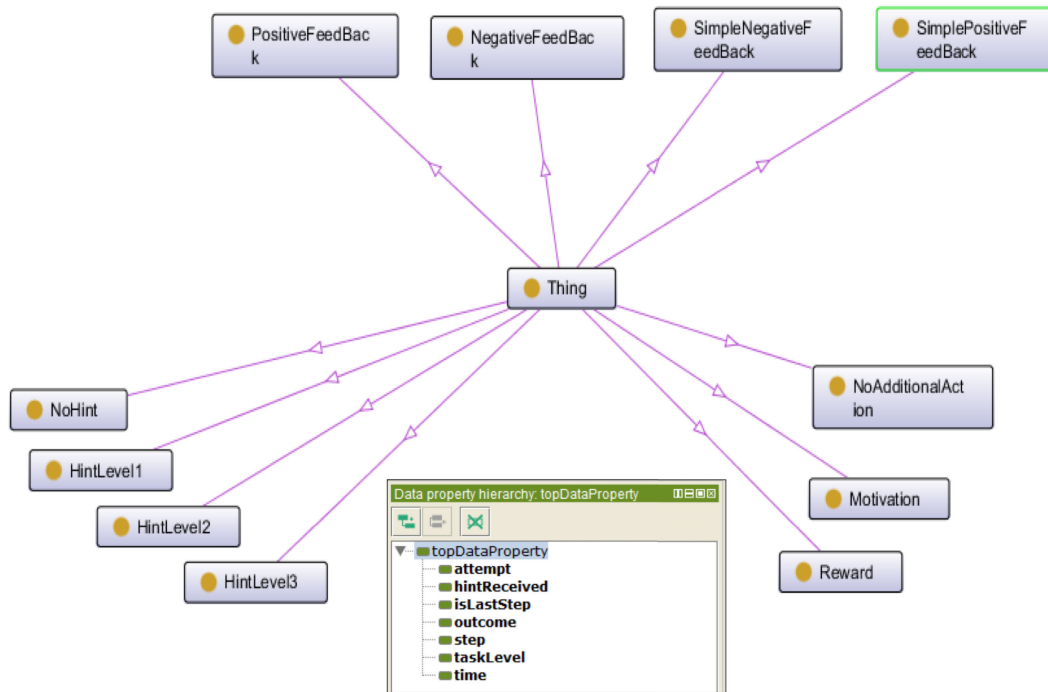 PositiveFeedBac
k
NegativeFeedBac
k
SimpleNegativeF
eedBack
SimplePositiveF
eedBack
Thing
NoHint
HintLevel1
HintLevel2
HintLevel3
NoAdditionalAct
ion
Motivation
Reward
Data property hierarchy: topDataProperty
topDataProperty
attempt
hintReceived
isLastStep
outcome
step
taskLevel
time